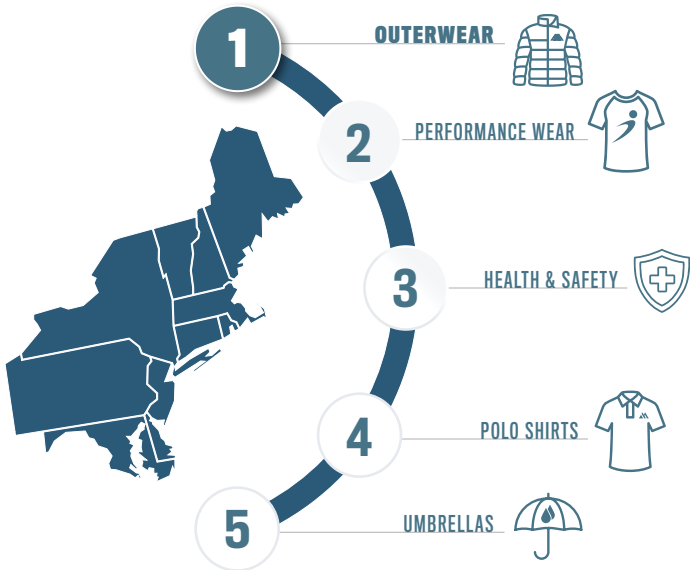 1 OUTERWEAR
2 PERFORMANCE WEAR
3 HEALTH & SAFETY
4 POLO SHIRTS
5 UMBRELLAS